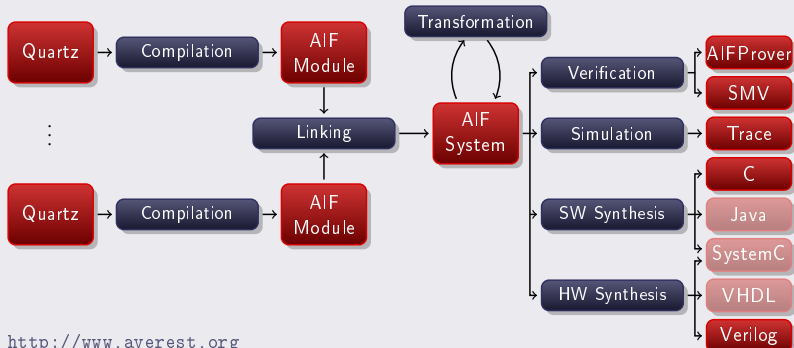 Transformation
Quartz
Compilation
AIF
Module
Verification
AIFProver
SMV
Linking
AIF
System
Simulation
Trace
Quartz
Compilation
AIF
Module
SW Synthesis
C
Java
SystemC
HW Synthesis
VHDL
Verilog
http://www.averest.org